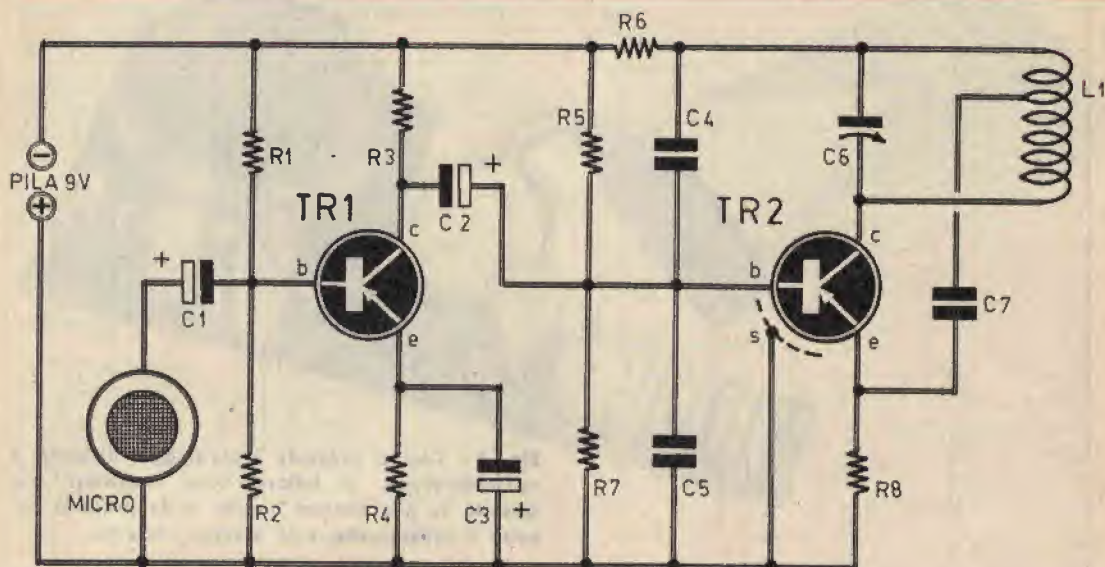 R6
L1
R5
C4
C6
R1
R3
PILA 9V
TR1
C2
+
TR2
c
c
b
b
+
C1
C7
s
e
e
MICRO
R2
R4
C3
+
R7
C5
R8